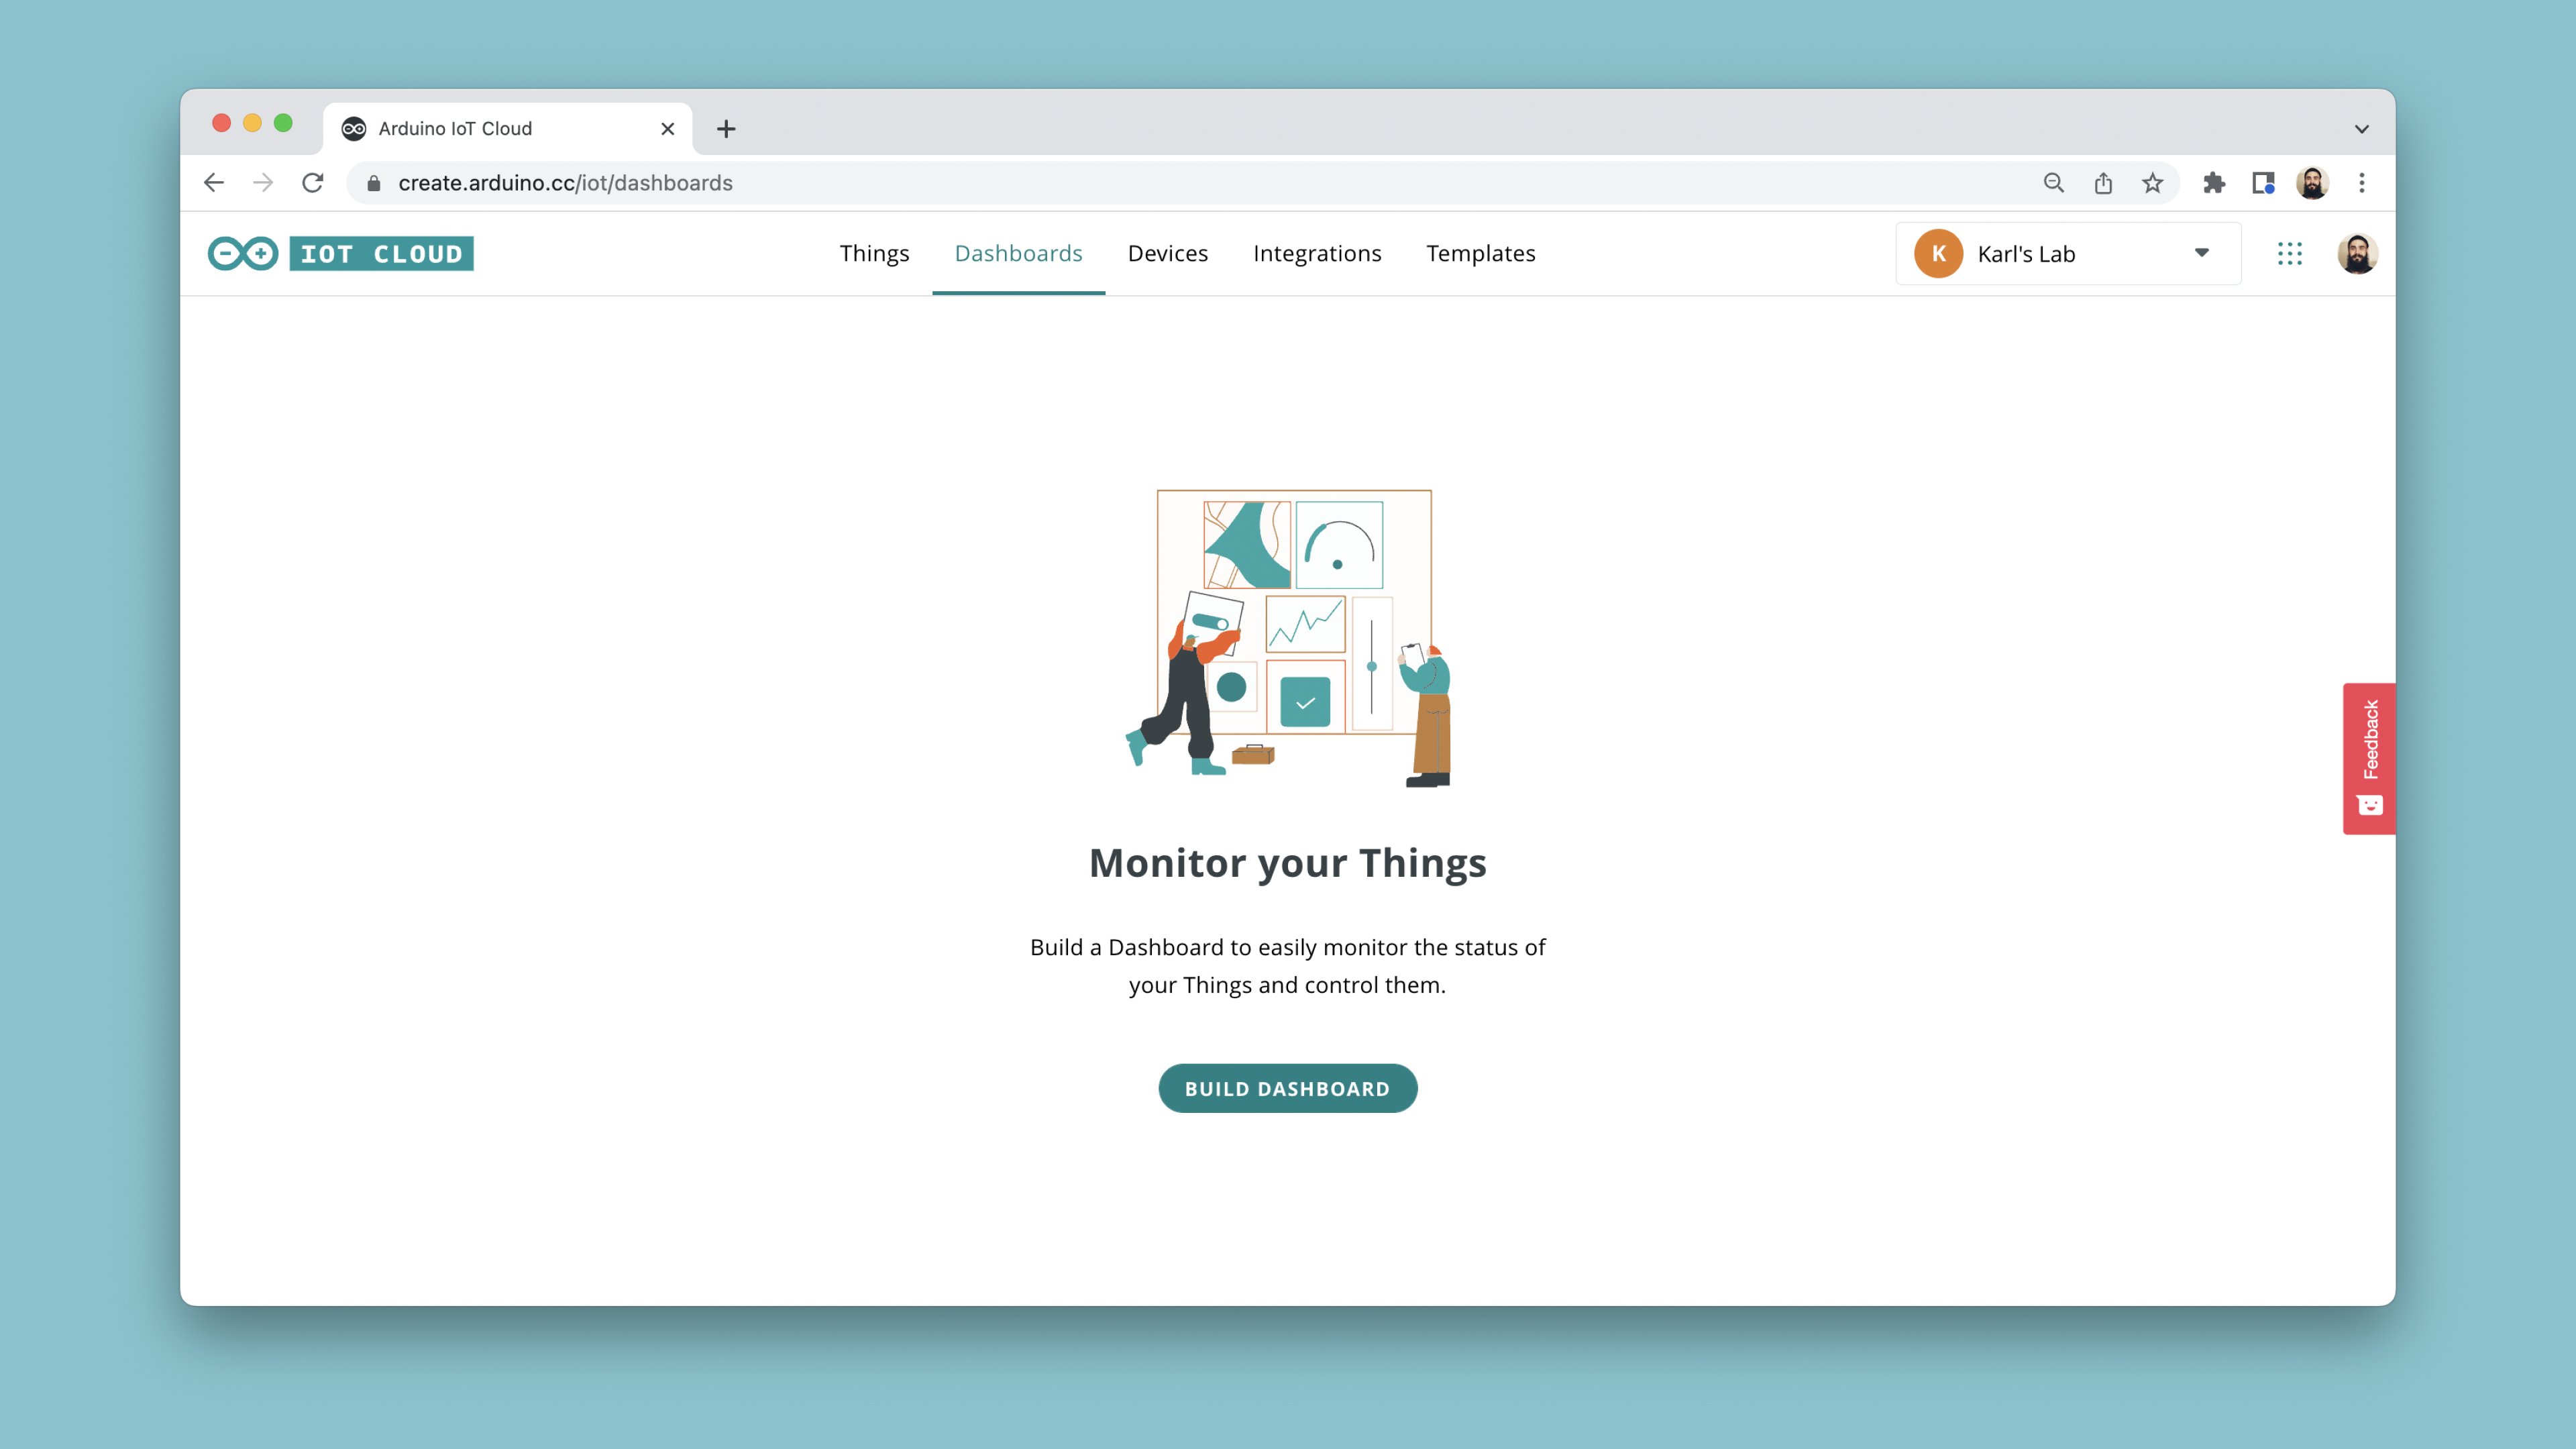 Arduino IoT Cloud
create.arduino.cc/iot/dashboards
IOT CLOUD
Things
Dashboards
Devices
Integrations
Templates
K
Karl's Lab
Feedback
Monitor your Things
Build a Dashboard to easily monitor the status of
your Things and control them.
BUILD DASHBOARD